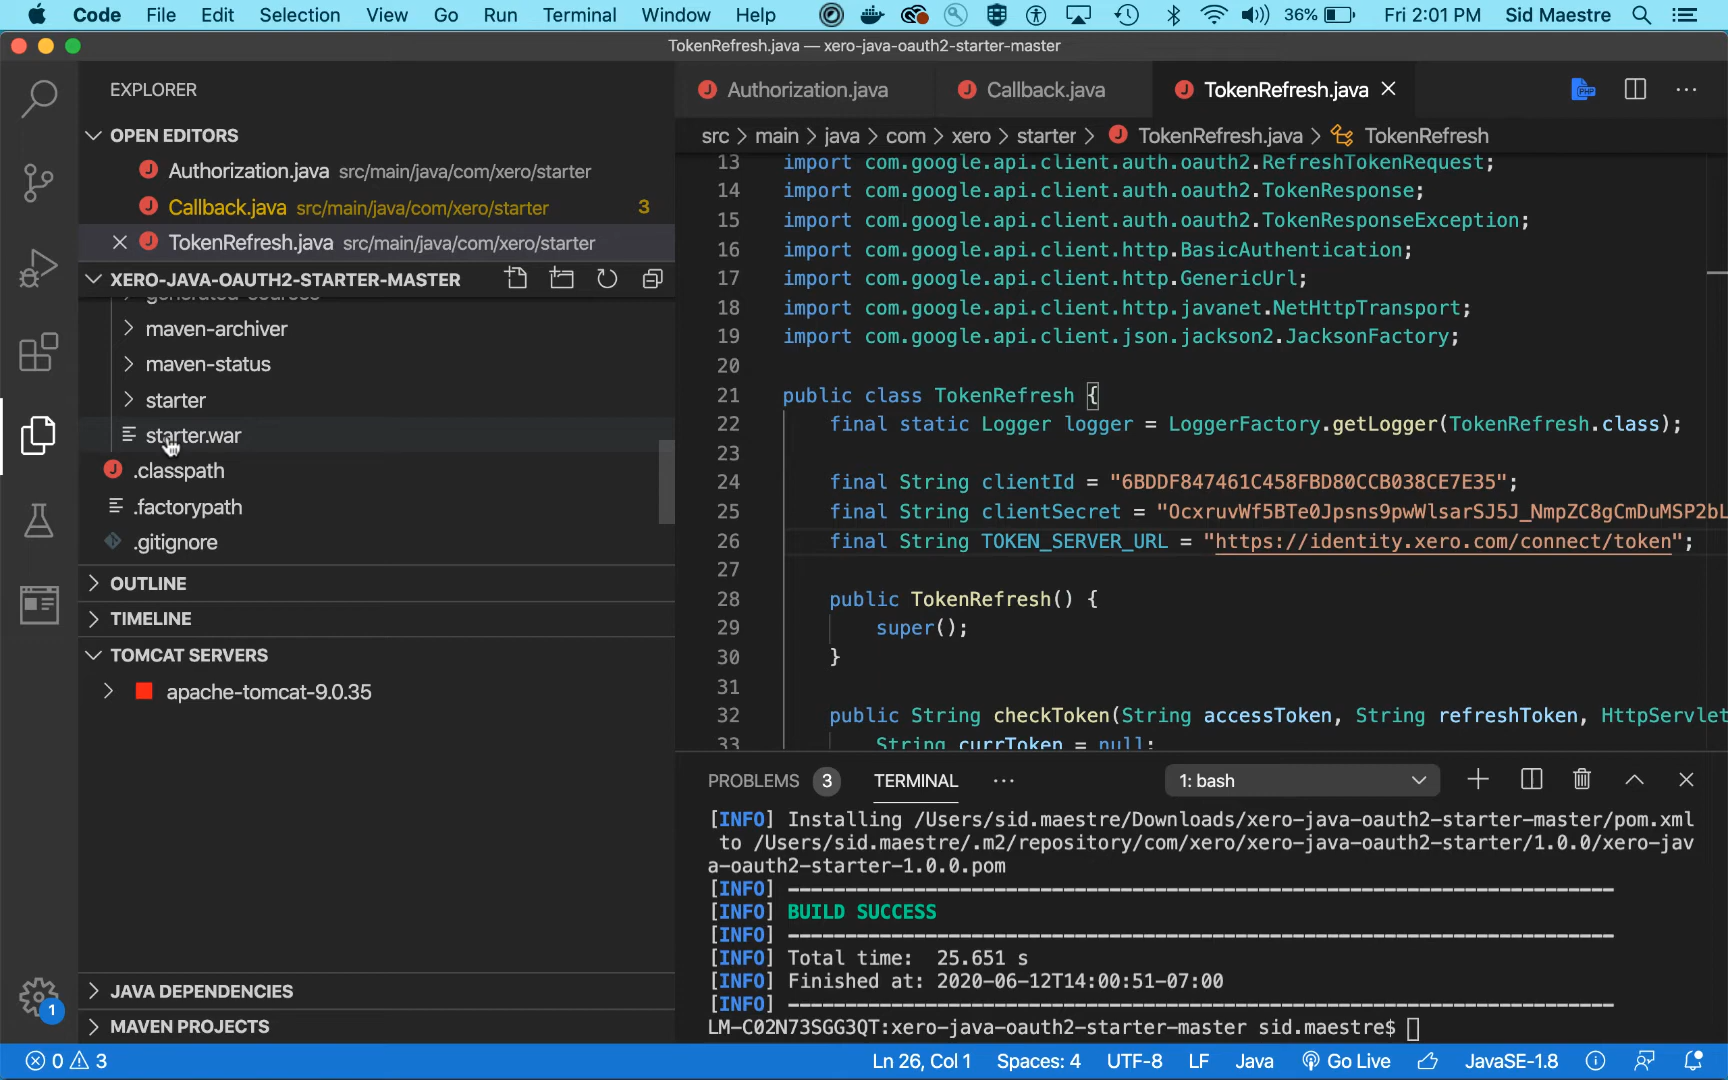 Code File Edit Selection View Go Run Terminal Window Help 36% Fri 2:01 PM Sid Maestre
TokenRefresh.java — xero-java-oauth2-starter-master
EXPLORER
OPEN EDITORS
Authorization.java src/main/java/com/xero/starter
Callback.java src/main/java/com/xero/starter 3
TokenRefresh.java src/main/java/com/xero/starter
XERO-JAVA-OAUTH2-STARTER-MASTER
generated-sources
maven-archiver
maven-status
starter
starter.war
.classpath
.factorypath
.gitignore
OUTLINE
TIMELINE
TOMCAT SERVERS
apache-tomcat-9.0.35
JAVA DEPENDENCIES
MAVEN PROJECTS
1
Authorization.java Callback.java TokenRefresh.java PHP
src > main > java > com > xero > starter > TokenRefresh.java > TokenRefresh
13 import com.google.api.client.auth.oauth2.RefreshTokenRequest;
14 import com.google.api.client.auth.oauth2.TokenResponse;
15 import com.google.api.client.auth.oauth2.TokenResponseException;
16 import com.google.api.client.http.BasicAuthentication;
17 import com.google.api.client.http.GenericUrl;
18 import com.google.api.client.http.javanet.NetHttpTransport;
19 import com.google.api.client.json.jackson2.JacksonFactory;
20
21 public class TokenRefresh {
22 final static Logger logger = LoggerFactory.getLogger(TokenRefresh.class);
23
24 final String clientId = "6BDDF847461C458FBD80CCB038CE7E35";
25 final String clientSecret = "OcxruvWf5BTe0Jpsns9pwWlsarSJ5J_NmpZC8gCmDuMSP2bL
26 final String TOKEN_SERVER_URL = "https://identity.xero.com/connect/token";
27
28 public TokenRefresh() {
29 super();
30 }
31
32 public String checkToken(String accessToken, String refreshToken, HttpServlet
33 String currToken = null;
PROBLEMS 3 TERMINAL ··· 1: bash
[INFO] Installing /Users/sid.maestre/Downloads/xero-java-oauth2-starter-master/pom.xml
to /Users/sid.maestre/.m2/repository/com/xero/xero-java-oauth2-starter/1.0.0/xero-jav
a-oauth2-starter-1.0.0.pom
[INFO] ------------------------------------------------------------------------
[INFO] BUILD SUCCESS
[INFO] ------------------------------------------------------------------------
[INFO] Total time:  25.651 s
[INFO] Finished at: 2020-06-12T14:00:51-07:00
[INFO] ------------------------------------------------------------------------
LM-C02N73SGG3QT:xero-java-oauth2-starter-master sid.maestre$
0 3 Ln 26, Col 1 Spaces: 4 UTF-8 LF Java Go Live JavaSE-1.8